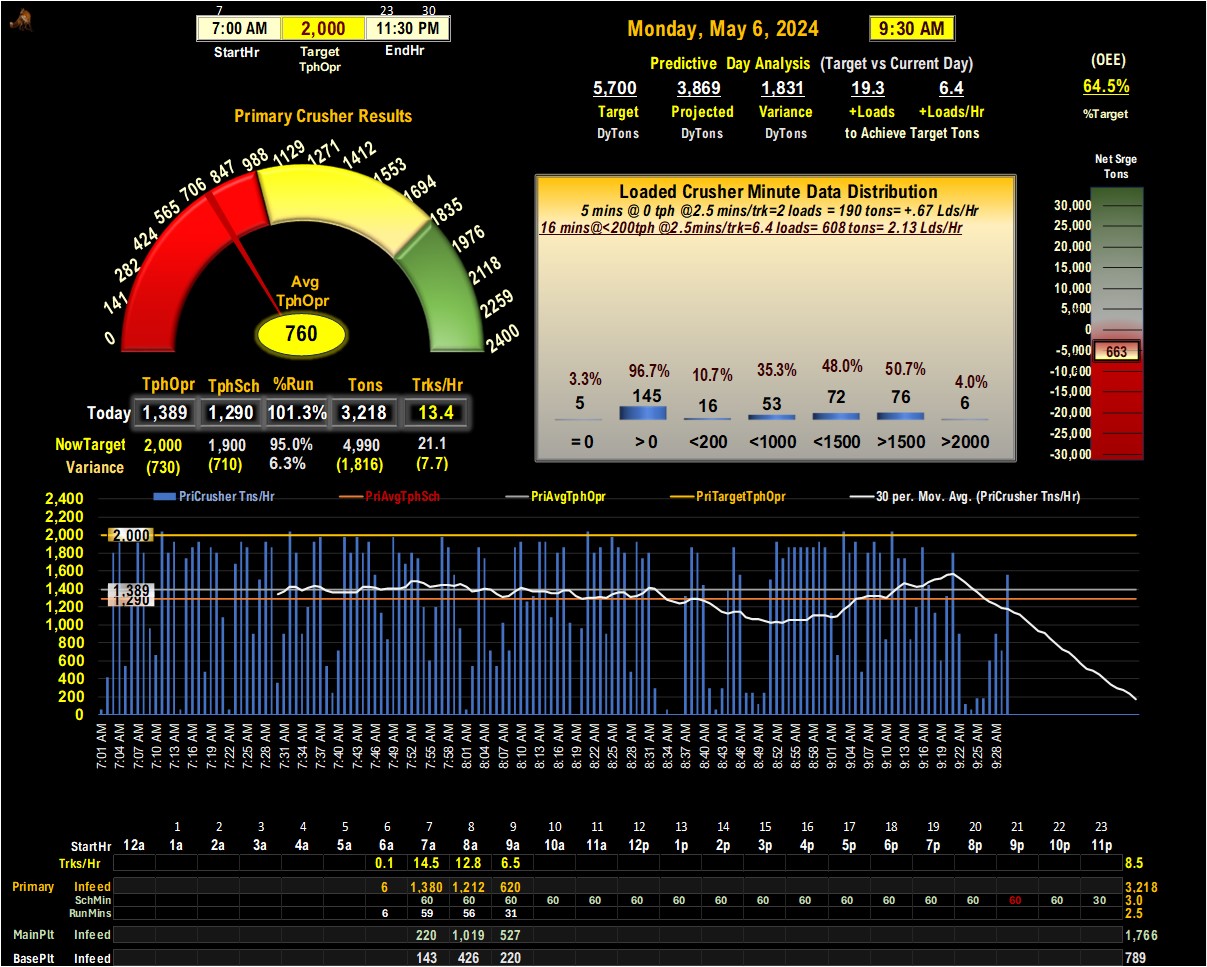 7 23 30
7:00 AM 2,000 11:30 PM
StartHr Target EndHr
TphOpr
Monday, May 6, 2024 9:30 AM
Predictive Day Analysis (Target vs Current Day)
5,700 3,869 1,831 19.3 6.4
Target Projected Variance +Loads +Loads/Hr
DyTons DyTons DyTons to Achieve Target Tons
(OEE)
64.5%
%Target
Primary Crusher Results
0 141 282 424 565 706 847 988 1129 1271 1412 1553 1694 1835 1976 2118 2259 2400
Avg
TphOpr
760
Loaded Crusher Minute Data Distribution
5 mins @ 0 tph @2.5 mins/trk=2 loads = 190 tons= +.67 Lds/Hr
16 mins@<200tph @2.5mins/trk=6.4 loads= 608 tons= 2.13 Lds/Hr
3.3% 96.7% 10.7% 35.3% 48.0% 50.7% 4.0%
5 145 16 53 72 76 6
= 0 > 0 <200 <1000 <1500 >1500 >2000
Net Srge
Tons
30,000
25,000
20,000
15,000
10,000
5,000
0
-5,000
663
-10,000
-15,000
-20,000
-25,000
-30,000
TphOpr TphSch %Run Tons Trks/Hr
Today 1,389 1,290 101.3% 3,218 13.4
NowTarget 2,000 1,900 95.0% 4,990 21.1
Variance (730) (710) 6.3% (1,816) (7.7)
PriCrusher Tns/Hr PriAvgTphSch PriAvgTphOpr PriTargetTphOpr 30 per. Mov. Avg. (PriCrusher Tns/Hr)
2,400
2,200
2,000 2,000
1,800
1,600
1,400 1,389
1,200 1,290
1,000
800
600
400
200
0
7:01 AM 7:04 AM 7:07 AM 7:10 AM 7:13 AM 7:16 AM 7:19 AM 7:22 AM 7:25 AM 7:28 AM 7:31 AM 7:34 AM 7:37 AM 7:40 AM 7:43 AM 7:46 AM 7:49 AM 7:52 AM 7:55 AM 7:58 AM 8:01 AM 8:04 AM 8:07 AM 8:10 AM 8:13 AM 8:16 AM 8:19 AM 8:22 AM 8:25 AM 8:28 AM 8:31 AM 8:34 AM 8:37 AM 8:40 AM 8:43 AM 8:46 AM 8:49 AM 8:52 AM 8:55 AM 8:58 AM 9:01 AM 9:04 AM 9:07 AM 9:10 AM 9:13 AM 9:16 AM 9:19 AM 9:22 AM 9:25 AM 9:28 AM
1 2 3 4 5 6 7 8 9 10 11 12 13 14 15 16 17 18 19 20 21 22 23
StartHr 12a 1a 2a 3a 4a 5a 6a 7a 8a 9a 10a 11a 12p 1p 2p 3p 4p 5p 6p 7p 8p 9p 10p 11p
Trks/Hr 0.1 14.5 12.8 6.5 8.5
Primary Infeed 6 1,380 1,212 620 3,218
SchMin 60 60 60 60 60 60 60 60 60 60 60 60 60 60 60 60 30 3.0
RunMins 6 59 56 31 2.5
MainPlt Infeed 220 1,019 527 1,766
BasePlt Infeed 143 426 220 789